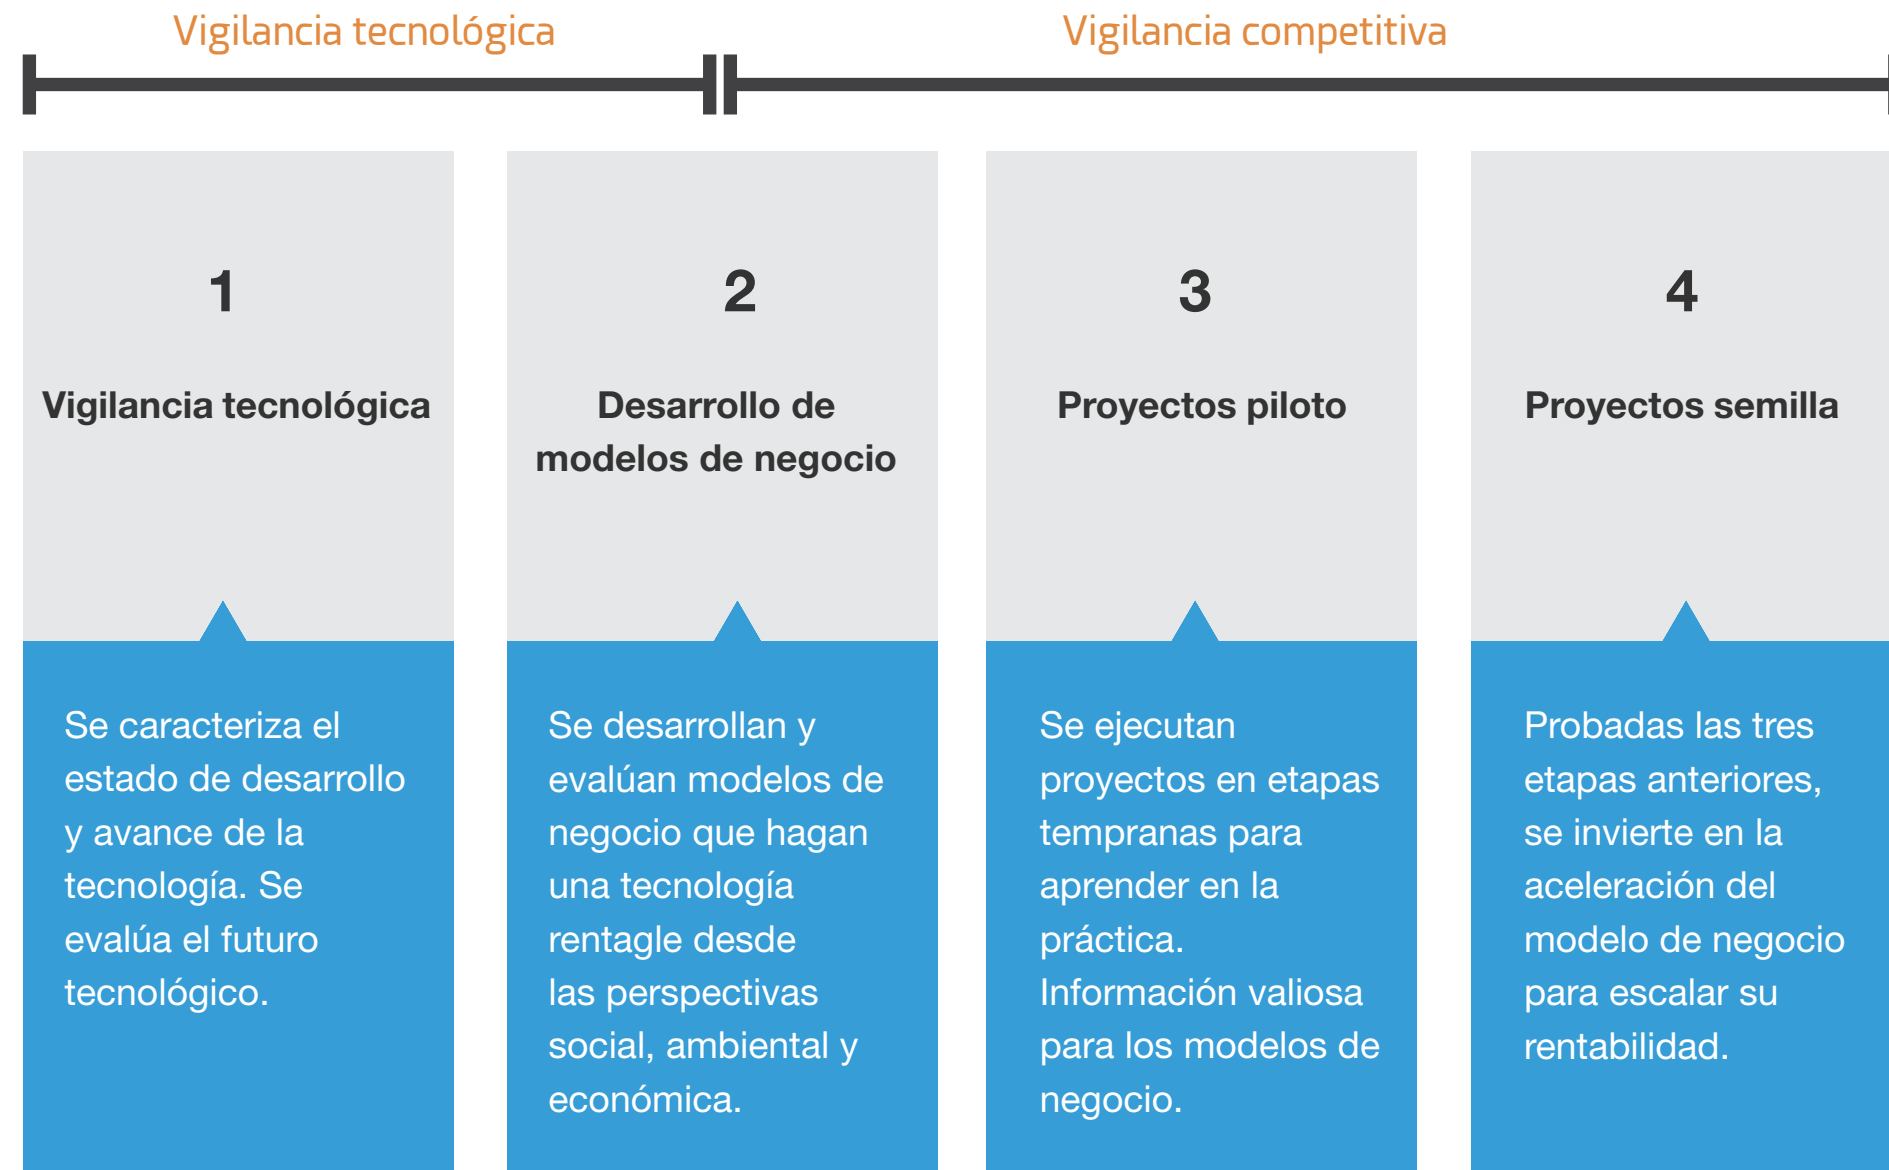 Vigilancia tecnológica
Vigilancia competitiva
1
Vigilancia tecnológica
Se caracteriza el
estado de desarrollo
y avance de la
tecnología. Se
evalúa el futuro
tecnológico.
2
Desarrollo de
modelos de negocio
Se desarrollan y
evalúan modelos de
negocio que hagan
una tecnología
rentagle desde
las perspectivas
social, ambiental y
económica.
3
Proyectos piloto
Se ejecutan
proyectos en etapas
tempranas para
aprender en la
práctica.
Información valiosa
para los modelos de
negocio.
4
Proyectos semilla
Probadas las tres
etapas anteriores,
se invierte en la
aceleración del
modelo de negocio
para escalar su
rentabilidad.